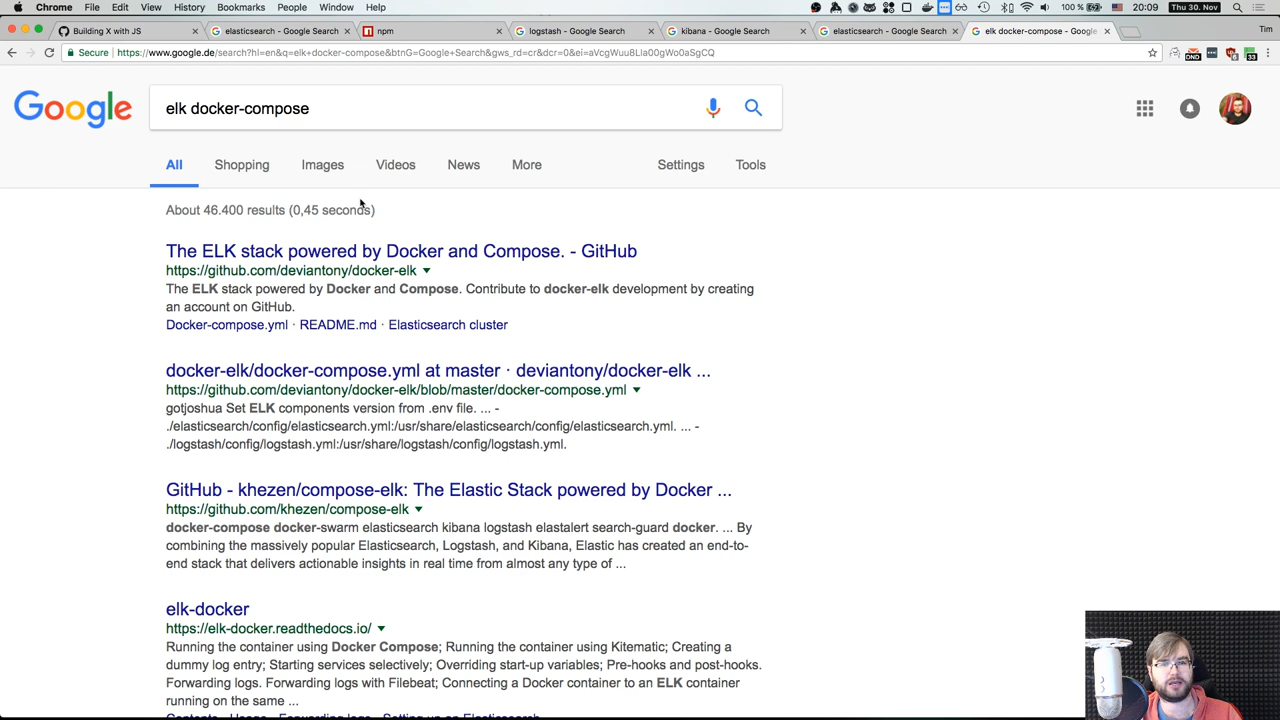 Chrome File Edit View History Bookmarks People Window Help 100 % Thu 30. Nov 20:09
Building X with JS elasticsearch - Google Search npm logstash - Google Search kibana - Google Search elasticsearch - Google Search elk docker-compose - Google Tim
Secure https://www.google.de/search?hl=en&q=elk+docker-compose&btnG=Google+Search&gws_rd=cr&dcr=0&ei=aVcgWuu8Lla00gWo0aSgCQ DND 6 33
Google elk docker-compose
All Shopping Images Videos News More Settings Tools
About 46.400 results (0,45 seconds)
The ELK stack powered by Docker and Compose. - GitHub
https://github.com/deviantony/docker-elk
The ELK stack powered by Docker and Compose. Contribute to docker-elk development by creating
an account on GitHub.
Docker-compose.yml · README.md · Elasticsearch cluster
docker-elk/docker-compose.yml at master · deviantony/docker-elk ...
https://github.com/deviantony/docker-elk/blob/master/docker-compose.yml
gotjoshua Set ELK components version from .env file. ... -
./elasticsearch/config/elasticsearch.yml:/usr/share/elasticsearch/config/elasticsearch.yml. ... -
./logstash/config/logstash.yml:/usr/share/logstash/config/logstash.yml.
GitHub - khezen/compose-elk: The Elastic Stack powered by Docker ...
https://github.com/khezen/compose-elk
docker-compose docker-swarm elasticsearch kibana logstash elastalert search-guard docker. ... By
combining the massively popular Elasticsearch, Logstash, and Kibana, Elastic has created an end-to-
end stack that delivers actionable insights in real time from almost any type of ...
elk-docker
https://elk-docker.readthedocs.io/
Running the container using Docker Compose; Running the container using Kitematic; Creating a
dummy log entry; Starting services selectively; Overriding start-up variables; Pre-hooks and post-hooks.
Forwarding logs. Forwarding logs with Filebeat; Connecting a Docker container to an ELK container
running on the same ...
Contents · Usage · Forwarding logs · Setting up an Elasticsearch